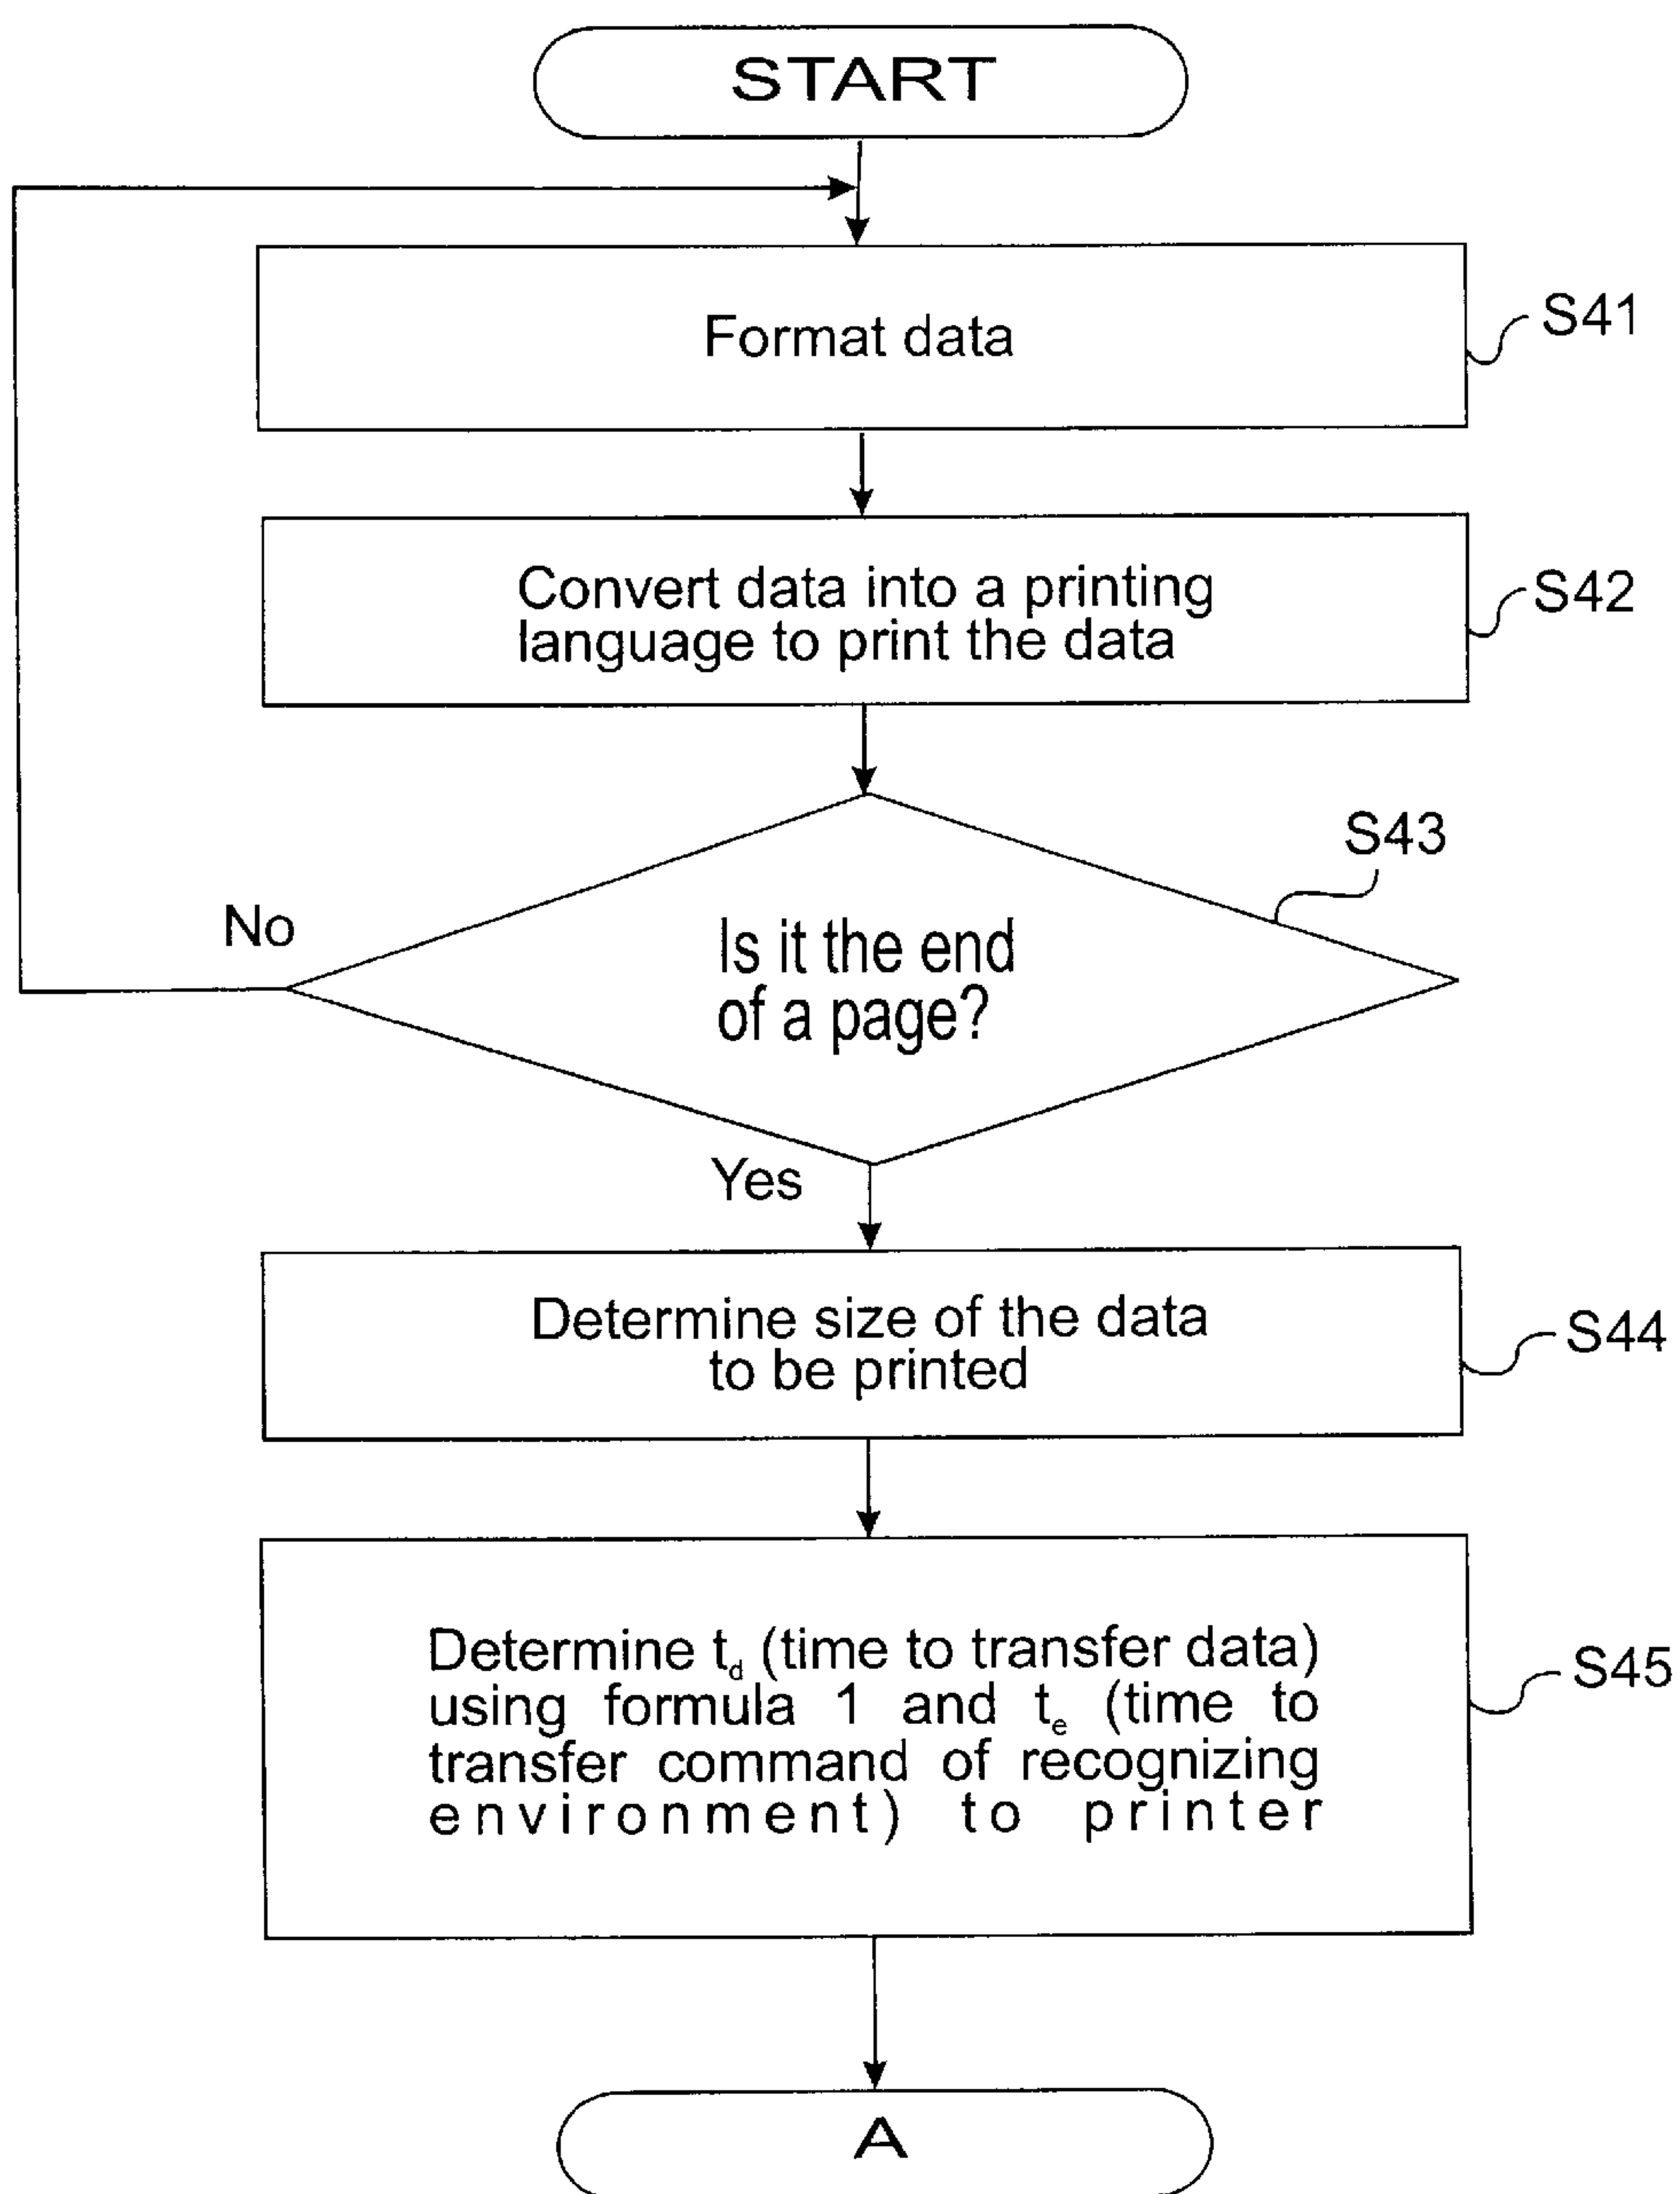 START
Format data
S41
Convert data into a printing
language to print the data
S42
S43
No
Is it the end
of a page?
Yes
Determine size of the data
to be printed
S44
Determine t_d (time to transfer data)
using formula 1 and t_e (time to
transfer command of recognizing
environment) to printer
S45
A